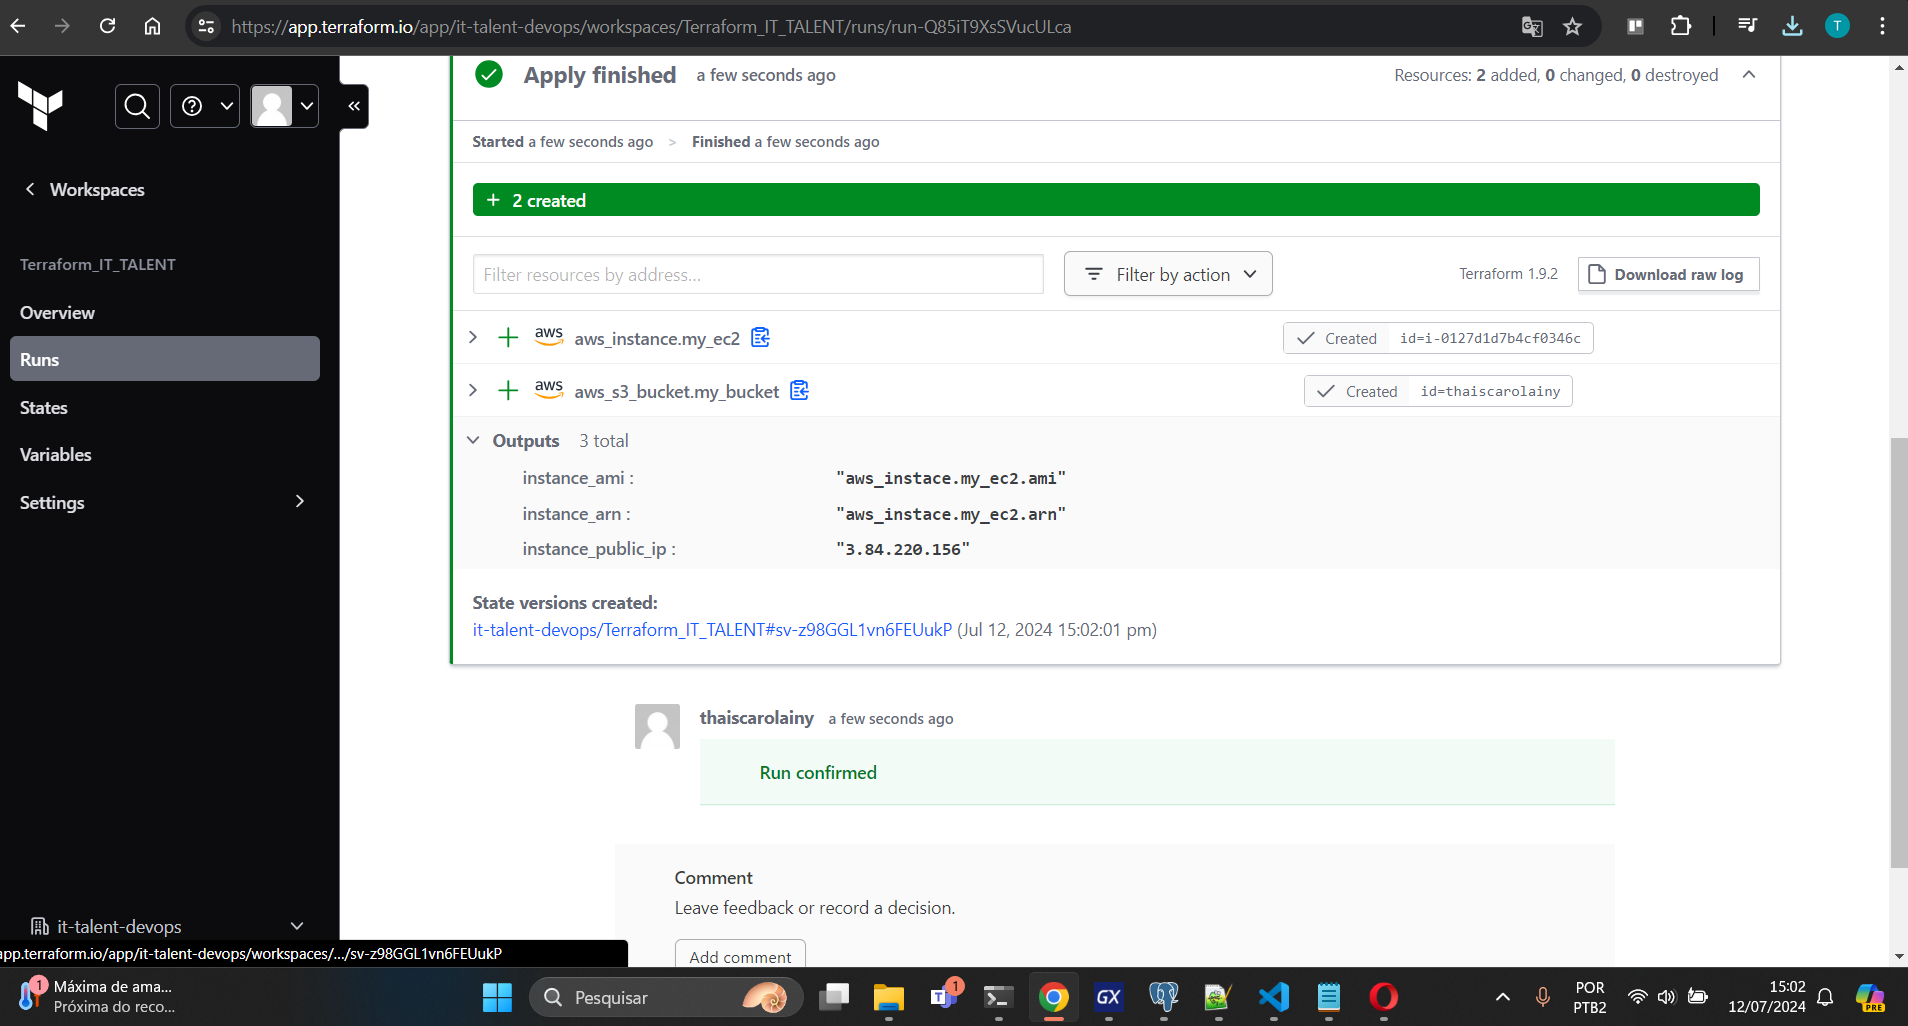 https://app.terraform.io/app/it-talent-devops/workspaces/Terraform_IT_TALENT/runs/run-Q85iT9XsSVucULca
T
Workspaces
Terraform_IT_TALENT
Overview
Runs
States
Variables
Settings
it-talent-devops
app.terraform.io/app/it-talent-devops/workspaces/.../sv-z98GGL1vn6FEUukP
Apply finished a few seconds ago Resources: 2 added, 0 changed, 0 destroyed
Started a few seconds ago > Finished a few seconds ago
+ 2 created
Filter resources by address... Filter by action Terraform 1.9.2 Download raw log
aws aws_instance.my_ec2 Created id=i-0127d1d7b4cf0346c
aws aws_s3_bucket.my_bucket Created id=thaiscarolainy
Outputs 3 total
instance_ami : "aws_instace.my_ec2.ami"
instance_arn : "aws_instace.my_ec2.arn"
instance_public_ip : "3.84.220.156"
State versions created:
it-talent-devops/Terraform_IT_TALENT#sv-z98GGL1vn6FEUukP (Jul 12, 2024 15:02:01 pm)
thaiscarolainy a few seconds ago
Run confirmed
Comment
Leave feedback or record a decision.
Add comment
1
Máxima de ama...
Próxima do reco...
Pesquisar
T 1
GX
POR
PTB2
15:02
12/07/2024
PRE